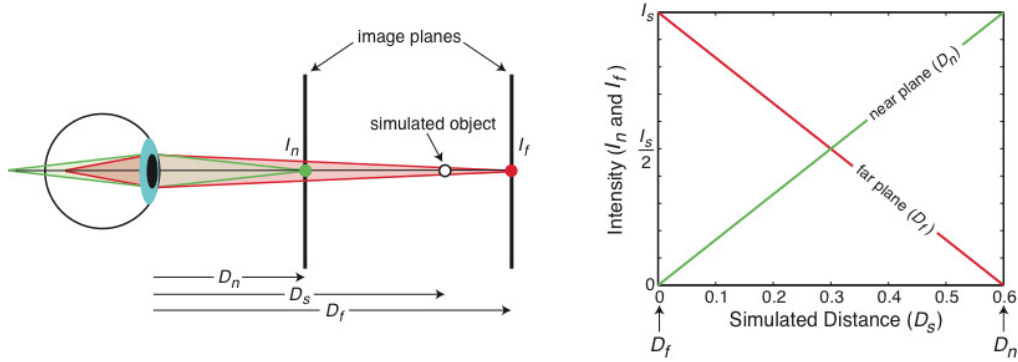 image planes
simulated object
I_n
I_f
D_n
D_s
D_f
I_s
I_s
2
0
Intensity (I_n and I_f)
near plane (D_n)
far plane (D_f)
0 0.1 0.2 0.3 0.4 0.5 0.6
Simulated Distance (D_s)
D_f
D_n